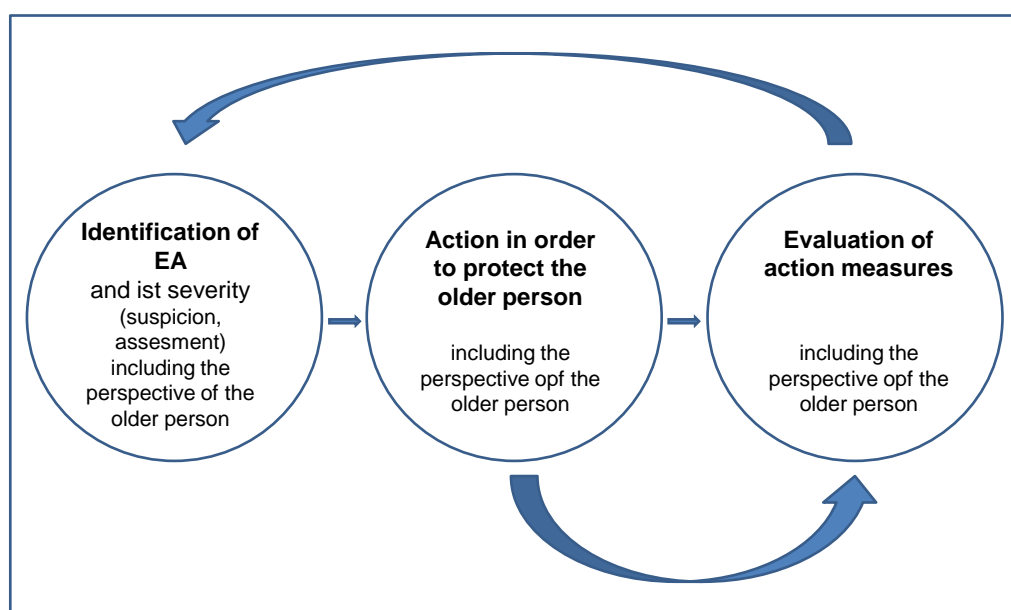 Identification of
EA
and ist severity
(suspicion,
assesment)
including the
perspective of the
older person
Action in order
to protect the
older person
including the
perspective opf the
older person
Evaluation of
action measures
including the
perspective opf the
older person